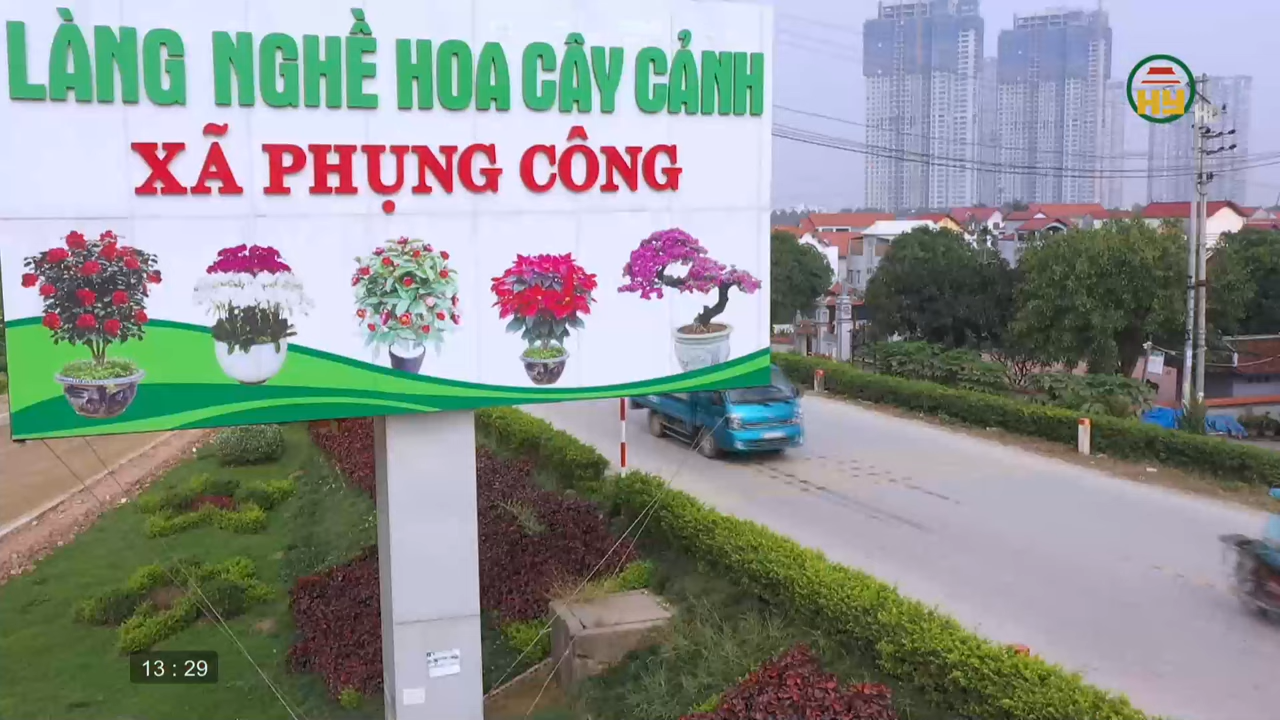 LÀNG NGHỀ HOA CÂY CẢNH
XÃ PHỤNG CÔNG
HY
13 : 29